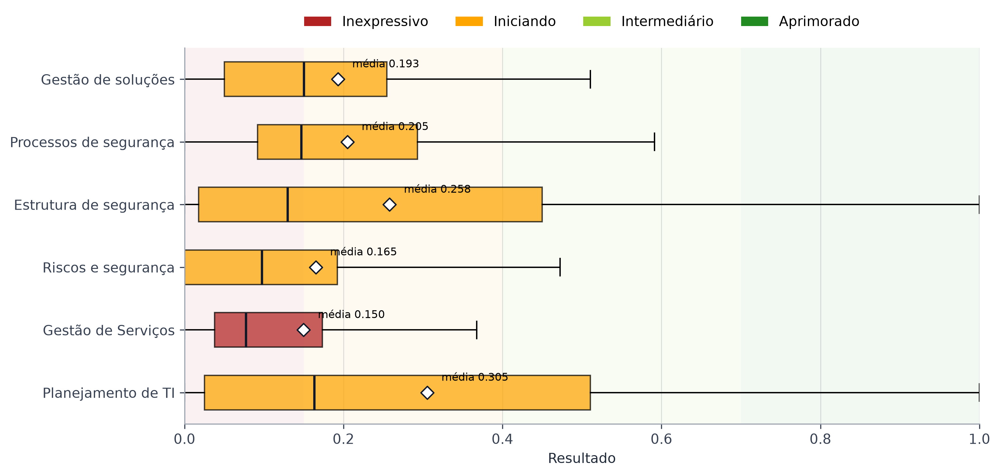 Inexpressivo Iniciando Intermediário Aprimorado
Gestão de soluções
média 0.193
Processos de segurança
média 0.205
Estrutura de segurança
média 0.258
Riscos e segurança
média 0.165
Gestão de Serviços
média 0.150
Planejamento de TI
média 0.305
0.0 0.2 0.4 0.6 0.8 1.0
Resultado